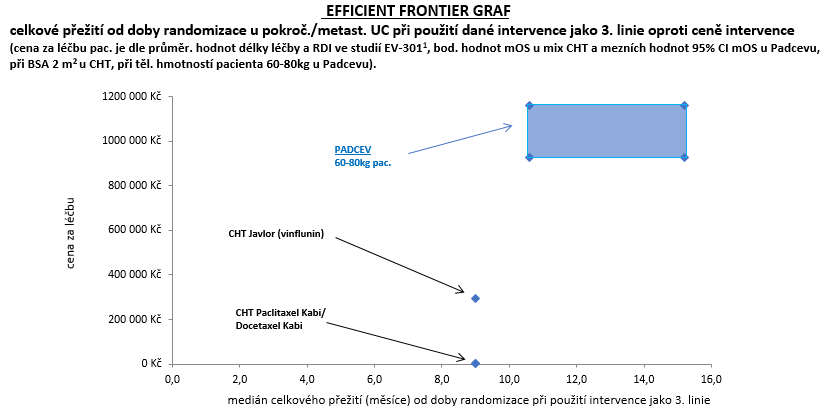 EFFICIENT FRONTIER GRAF
celkové přežití od doby randomizace u pokroč./metast. UC při použití dané intervence jako 3. linie oproti ceně intervence
(cena za léčbu pac. je dle průměr. hodnot délky léčby a RDI ve studií EV-301¹, bod. hodnot mOS u mix CHT a mezních hodnot 95% CI mOS u Padcevu,
při BSA 2 m² u CHT, při těl. hmotností pacienta 60-80kg u Padcevu).
1200 000 Kč
1000 000 Kč
800 000 Kč
600 000 Kč
400 000 Kč
200 000 Kč
0 Kč
cena za léčbu
PADCEV
60-80kg pac.
CHT Javlor (vinflunin)
CHT Paclitaxel Kabi/
Docetaxel Kabi
0,0 2,0 4,0 6,0 8,0 10,0 12,0 14,0 16,0
medián celkového přežití (měsíce) od doby randomizace při použití intervence jako 3. linie